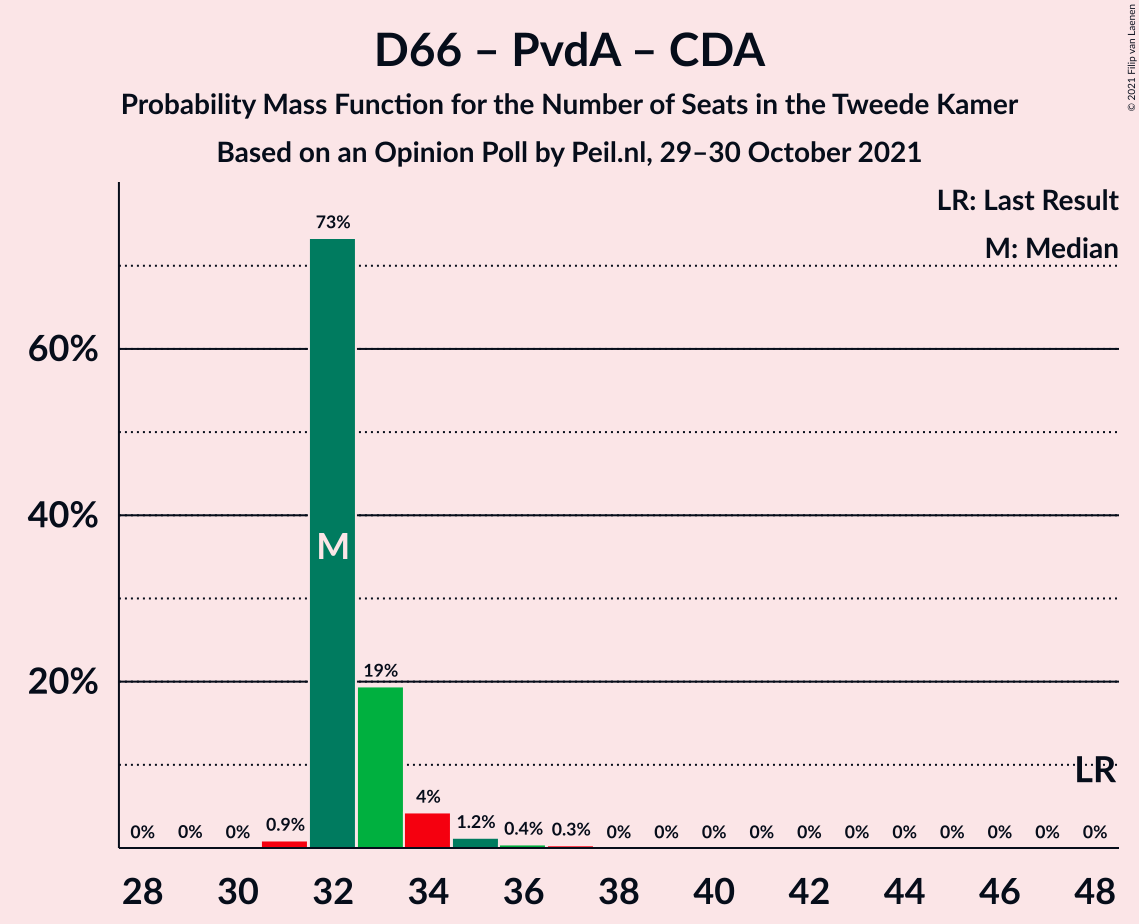 D66 – PvdA – CDA
Probability Mass Function for the Number of Seats in the Tweede Kamer
Based on an Opinion Poll by Peil.nl, 29–30 October 2021
© 2021 Filip van Laenen
LR: Last Result
M: Median
60%
40%
20%
73%
M
19%
LR
0% 0% 0% 0.9% 4% 1.2% 0.4% 0.3% 0% 0% 0% 0% 0% 0% 0% 0% 0% 0% 0%
28 30 32 34 36 38 40 42 44 46 48